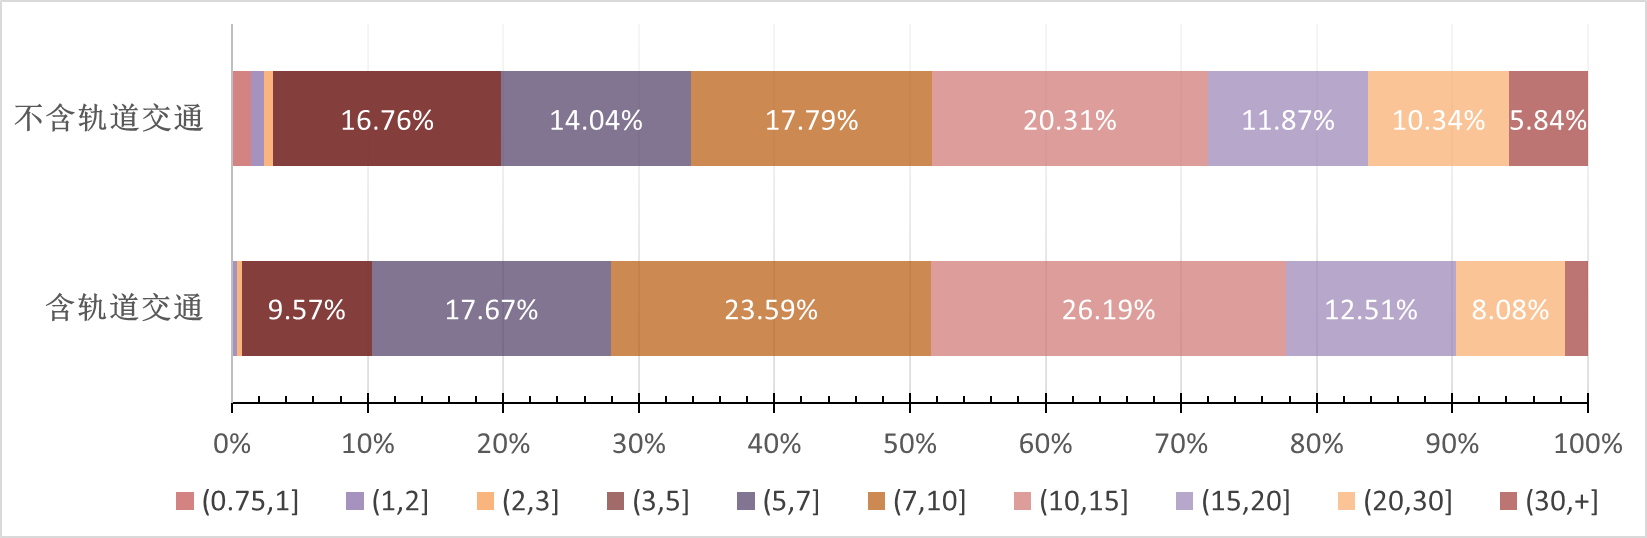 不含轨道交通 16.76% 14.04% 17.79% 20.31% 11.87% 10.34% 5.84%
含轨道交通 9.57% 17.67% 23.59% 26.19% 12.51% 8.08%
0% 10% 20% 30% 40% 50% 60% 70% 80% 90% 100%
(0.75,1] (1,2] (2,3] (3,5] (5,7] (7,10] (10,15] (15,20] (20,30] (30,+]